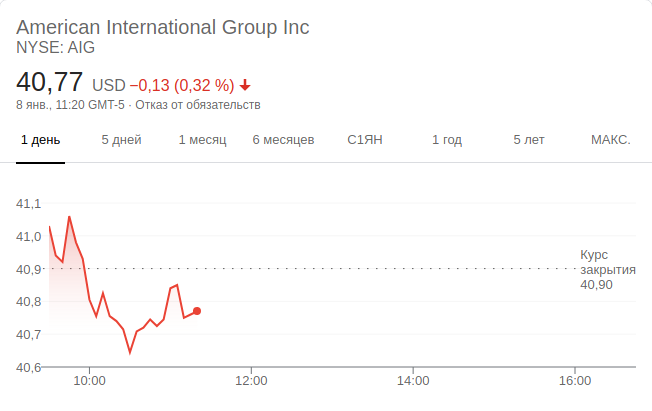 American International Group Inc
NYSE: AIG
40,77 USD −0,13 (0,32 %)
8 янв., 11:20 GMT-5 · Отказ от обязательств
1 день 5 дней 1 месяц 6 месяцев С1ЯН 1 год 5 лет МАКС.
41,1
41,0
40,9
40,8
40,7
40,6
Курс
закрытия
40,90
10:00 12:00 14:00 16:00